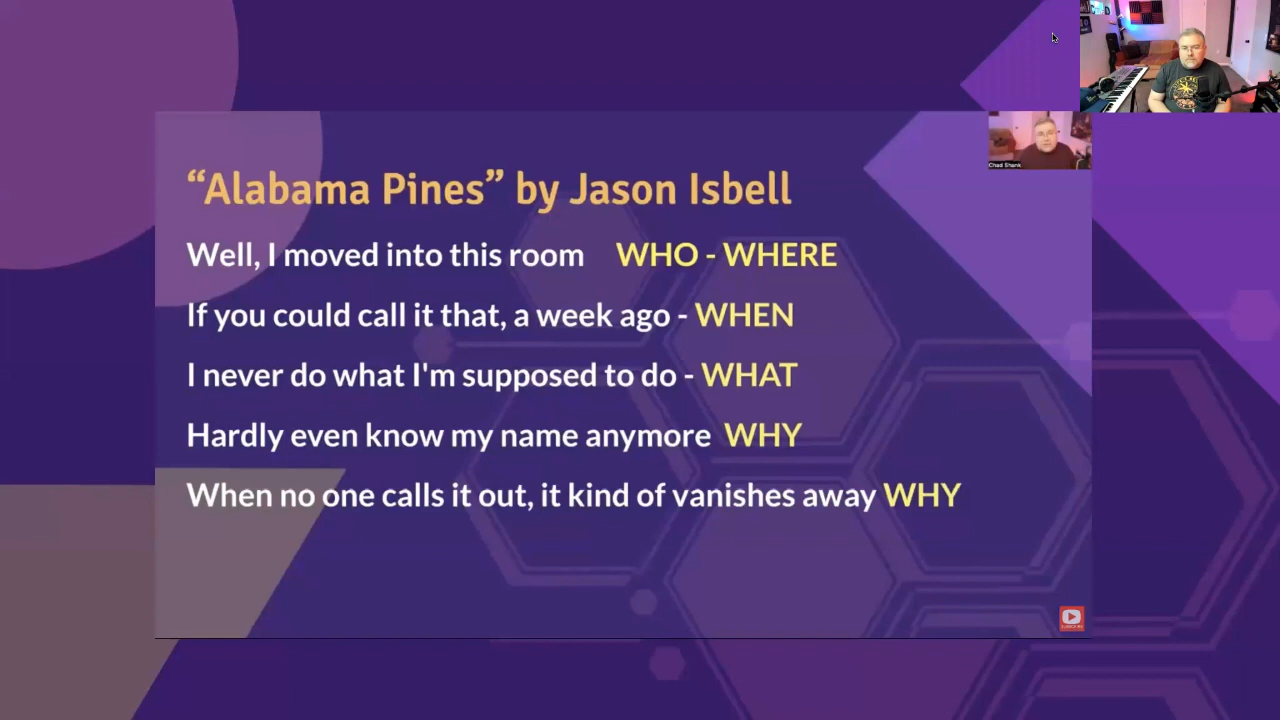 “Alabama Pines” by Jason Isbell
Chad Shank
Well, I moved into this room WHO - WHERE
If you could call it that, a week ago - WHEN
I never do what I'm supposed to do - WHAT
Hardly even know my name anymore WHY
When no one calls it out, it kind of vanishes away WHY